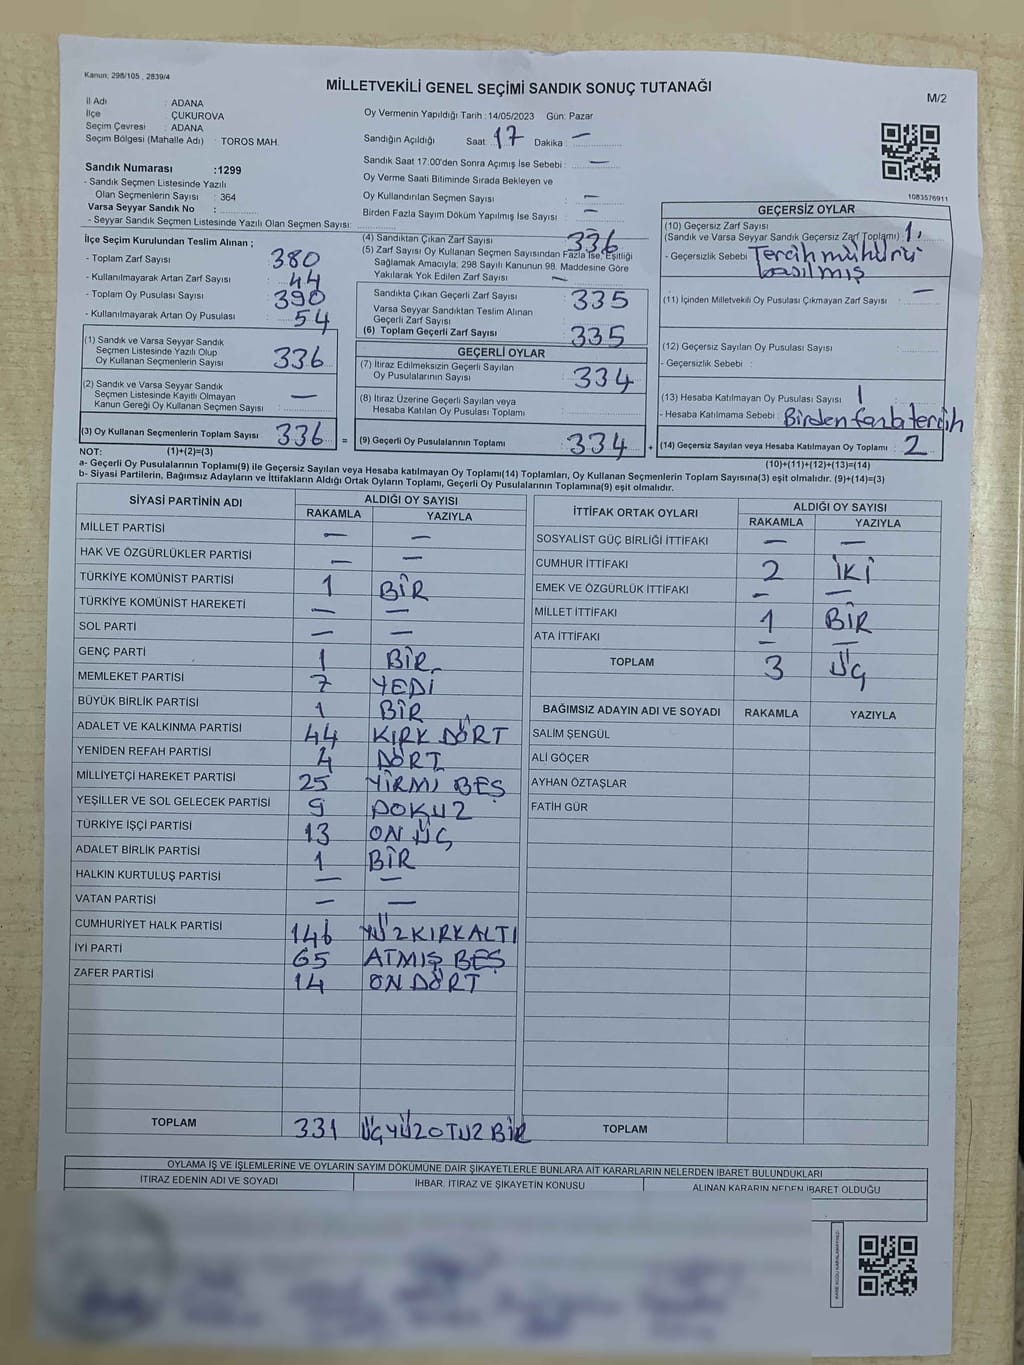 Kanun: 298/105 , 2839/4
MİLLETVEKİLİ GENEL SEÇİMİ SANDIK SONUÇ TUTANAĞI
M/2
İl Adı : ADANA
İlçe : ÇUKUROVA
Seçim Çevresi : ADANA
Seçim Bölgesi (Mahalle Adı) : TOROS MAH.
Sandık Numarası :1299
- Sandık Seçmen Listesinde Yazılı
Olan Seçmenlerin Sayısı : 364
Varsa Seyyar Sandık No :
- Seyyar Sandık Seçmen Listesinde Yazılı Olan Seçmen Sayısı:
Oy Vermenin Yapıldığı Tarih :14/05/2023 Gün: Pazar
Sandığın Açıldığı Saat: 17 Dakika : —
Sandık Saat 17:00'den Sonra Açımış İse Sebebi : —
Oy Verme Saati Bitiminde Sırada Bekleyen ve
Oy Kullandırılan Seçmen Sayısı : —
Birden Fazla Sayım Döküm Yapılmış İse Sayısı : —
1083576911
İlçe Seçim Kurulundan Teslim Alınan ;
- Toplam Zarf Sayısı : 380
- Kullanılmayarak Artan Zarf Sayısı : 44
- Toplam Oy Pusulası Sayısı : 390
- Kullanılmayarak Artan Oy Pusulası : 54
(1) Sandık ve Varsa Seyyar Sandık
Seçmen Listesinde Yazılı Olup
Oy Kullanan Seçmenlerin Sayısı : 336
(2) Sandık ve Varsa Seyyar Sandık
Seçmen Listesinde Kayıtlı Olmayan
Kanun Gereği Oy Kullanan Seçmen Sayısı : —
(3) Oy Kullanan Seçmenlerin Toplam Sayısı : 336 =
(4) Sandıktan Çıkan Zarf Sayısı : 336
(5) Zarf Sayısı Oy Kullanan Seçmen Sayısından Fazla İse, Eşitliği
Sağlamak Amacıyla; 298 Sayılı Kanunun 98. Maddesine Göre
Yakılarak Yok Edilen Zarf Sayısı : —
Sandıkta Çıkan Geçerli Zarf Sayısı : 335
Varsa Seyyar Sandıktan Teslim Alınan
Geçerli Zarf Sayısı :
(6) Toplam Geçerli Zarf Sayısı : 335
GEÇERLİ OYLAR
(7) İtiraz Edilmeksizin Geçerli Sayılan
Oy Pusulalarının Sayısı : 334
(8) İtiraz Üzerine Geçerli Sayılan veya
Hesaba Katılan Oy Pusulası Toplamı :
(9) Geçerli Oy Pusulalarının Toplamı : 334 +
GEÇERSİZ OYLAR
(10) Geçersiz Zarf Sayısı
(Sandık ve Varsa Seyyar Sandık Geçersiz Zarf Toplamı) : 1
- Geçersizlik Sebebi : Tercih mühürü
basılmış
(11) İçinden Milletvekili Oy Pusulası Çıkmayan Zarf Sayısı : —
(12) Geçersiz Sayılan Oy Pusulası Sayısı :
- Geçersizlik Sebebi :
(13) Hesaba Katılmayan Oy Pusulası Sayısı : 1
- Hesaba Katılmama Sebebi : Birden fazla tercih
(14) Geçersiz Sayılan veya Hesaba Katılmayan Oy Toplamı : 2
NOT: (1)+(2)=(3)
(10)+(11)+(12)+(13)=(14)
a- Geçerli Oy Pusulalarının Toplamı(9) ile Geçersiz Sayılan veya Hesaba katılmayan Oy Toplamı(14) Toplamları, Oy Kullanan Seçmenlerin Toplam Sayısına(3) eşit olmalıdır. (9)+(14)=(3)
b- Siyasi Partilerin, Bağımsız Adayların ve İttifakların Aldığı Ortak Oyların Toplamı, Geçerli Oy Pusulalarının Toplamına(9) eşit olmalıdır.
SİYASİ PARTİNİN ADI ALDIĞI OY SAYISI
RAKAMLA YAZIYLA
MİLLET PARTİSI — —
HAK VE ÖZGÜRLÜKLER PARTİSİ — —
TÜRKİYE KOMÜNİST PARTİSİ 1 BİR
TÜRKİYE KOMÜNİST HAREKETİ — —
SOL PARTİ — —
GENÇ PARTİ 1 BİR
MEMLEKET PARTİSİ 7 YEDİ
BÜYÜK BİRLİK PARTİSİ 1 BİR
ADALET VE KALKINMA PARTİSİ 44 KIRK DÖRT
YENİDEN REFAH PARTİSİ 4 DÖRT
MİLLİYETÇİ HAREKET PARTİSİ 25 YİRMİ BEŞ
YEŞİLLER VE SOL GELECEK PARTİSİ 9 DOKUZ
TÜRKİYE İŞÇİ PARTİSİ 13 ON ÜÇ
ADALET BİRLİK PARTİSİ 1 BİR
HALKIN KURTULUŞ PARTİSİ — —
VATAN PARTİSİ — —
CUMHURİYET HALK PARTİSİ 146 YÜZ KIRK ALTI
İYİ PARTİ 65 ATMIŞ BEŞ
ZAFER PARTİSİ 14 ON DÖRT
TOPLAM 331 ÜÇYÜZ OTUZ BİR
İTTİFAK ORTAK OYLARI ALDIĞI OY SAYISI
RAKAMLA YAZIYLA
SOSYALİST GÜÇ BİRLİĞİ İTTİFAKI — —
CUMHUR İTTİFAKI 2 İKİ
EMEK VE ÖZGÜRLÜK İTTİFAKI — —
MİLLET İTTİFAKI 1 BİR
ATA İTTİFAKI — —
TOPLAM 3 ÜÇ
BAĞIMSIZ ADAYIN ADI VE SOYADI RAKAMLA YAZIYLA
SALİM ŞENGÜL
ALİ GÖÇER
AYHAN ÖZTAŞLAR
FATİH GÜR
TOPLAM
OYLAMA İŞ VE İŞLEMLERİNE VE OYLARIN SAYIM DÖKÜMÜNE DAİR ŞİKAYETLERLE BUNLARA AİT KARARLARIN NELERDEN İBARET BULUNDUKLARI
İTİRAZ EDENİN ADI VE SOYADI İHBAR, İTİRAZ VE ŞİKAYETİN KONUSU ALINAN KARARIN NEDEN İBARET OLDUĞU